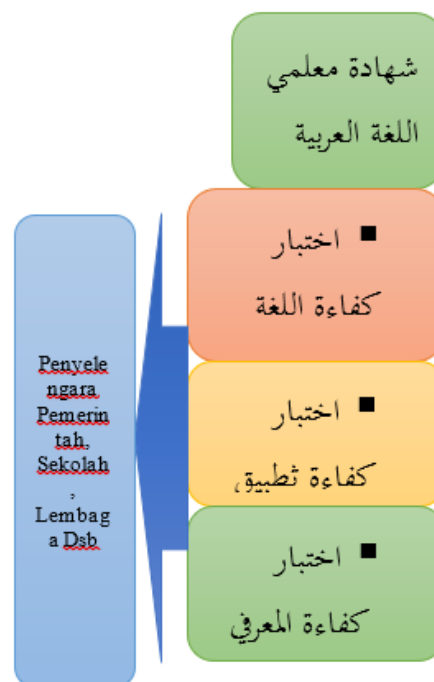 شهادة معلمي
اللغة العربية
■ اختبار
كفاءة اللغة
■ اختبار
كفاءة ثطبيق
■ اختبار
كفاءة المعرفي
Penyele
ngara
Pemerin
tah,
Sekolah
,
Lembag
a Dsb